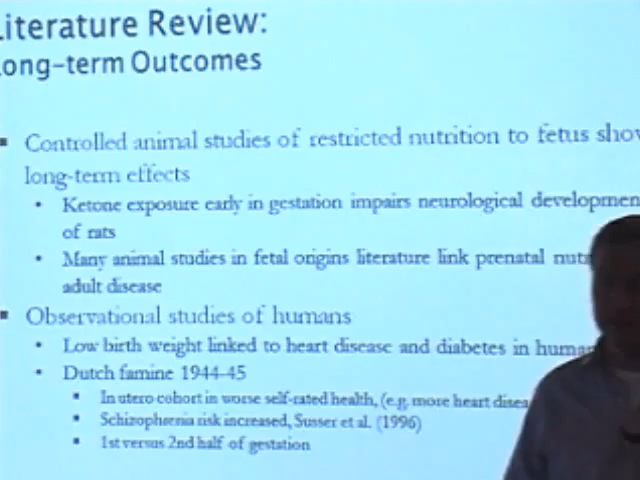 Literature Review:
Long-term Outcomes
Controlled animal studies of restricted nutrition to fetus show
long-term effects
Ketone exposure early in gestation impairs neurological developmen
of rats
Many animal studies in fetal origins literature link prenatal nutr
adult disease
Observational studies of humans
Low birth weight linked to heart disease and diabetes in human
Dutch famine 1944-45
In utero cohort in worse self-rated health, (e.g. more heart disea
Schizophrenia risk increased, Susser et al. (1996)
1st versus 2nd half of gestation